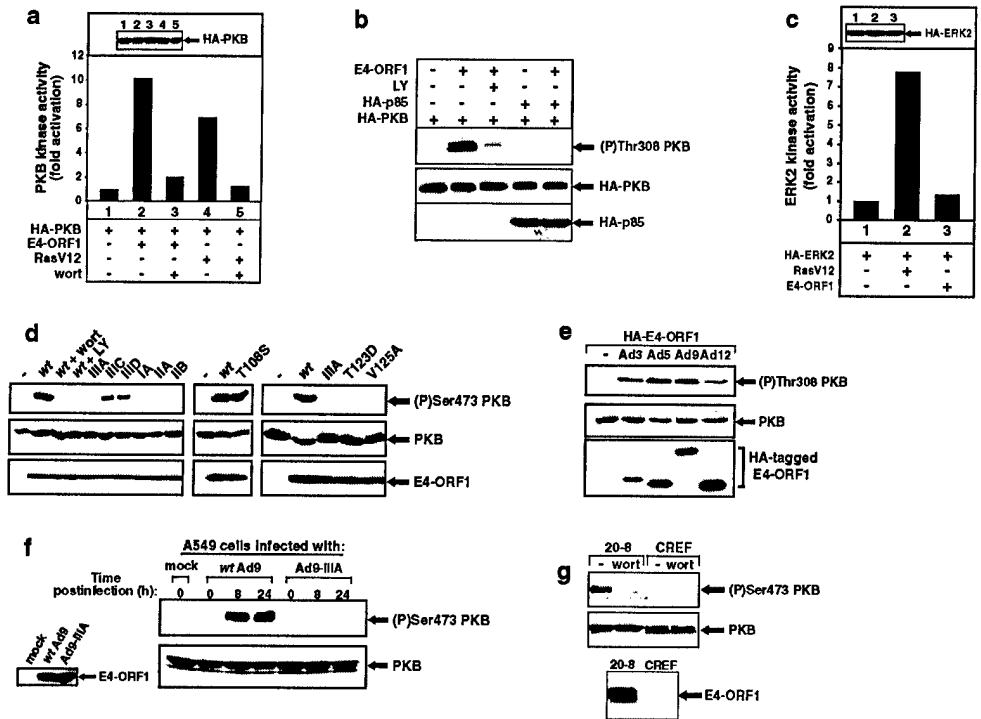 a
1 2 3 4 5
HA-PKB
PKB kinase activity
(fold activation)
12
10
8
6
4
2
0
1 2 3 4 5
HA-PKB + + + + +
E4-ORF1 - + + - -
RasV12 - - - + +
wort - - + - +
b
E4-ORF1 - + + - +
LY - - + - -
HA-p85 - - - + +
HA-PKB + + + + +
(P)Thr308 PKB
HA-PKB
HA-p85
c
1 2 3
HA-ERK2
ERK2 kinase activity
(fold activation)
9
8
7
6
5
4
3
2
1
0
1 2 3
HA-ERK2 + + +
RasV12 - + -
E4-ORF1 - - +
d
- wt wt + wort wt + LY IIIA IIIC IIID IA IIA IIB
- wt T108S
- wt IIIA T123D V125A
(P)Ser473 PKB
PKB
E4-ORF1
e
HA-E4-ORF1
- Ad3 Ad5 Ad9 Ad12
(P)Thr308 PKB
PKB
HA-tagged
E4-ORF1
f
A549 cells infected with:
mock wt Ad9 Ad9-IIIA
Time
postinfection (h): 0 0 8 24 0 8 24
(P)Ser473 PKB
PKB
mock wt Ad9 Ad9-IIIA
E4-ORF1
g
20-8 CREF
- wort - wort
(P)Ser473 PKB
PKB
20-8 CREF
E4-ORF1